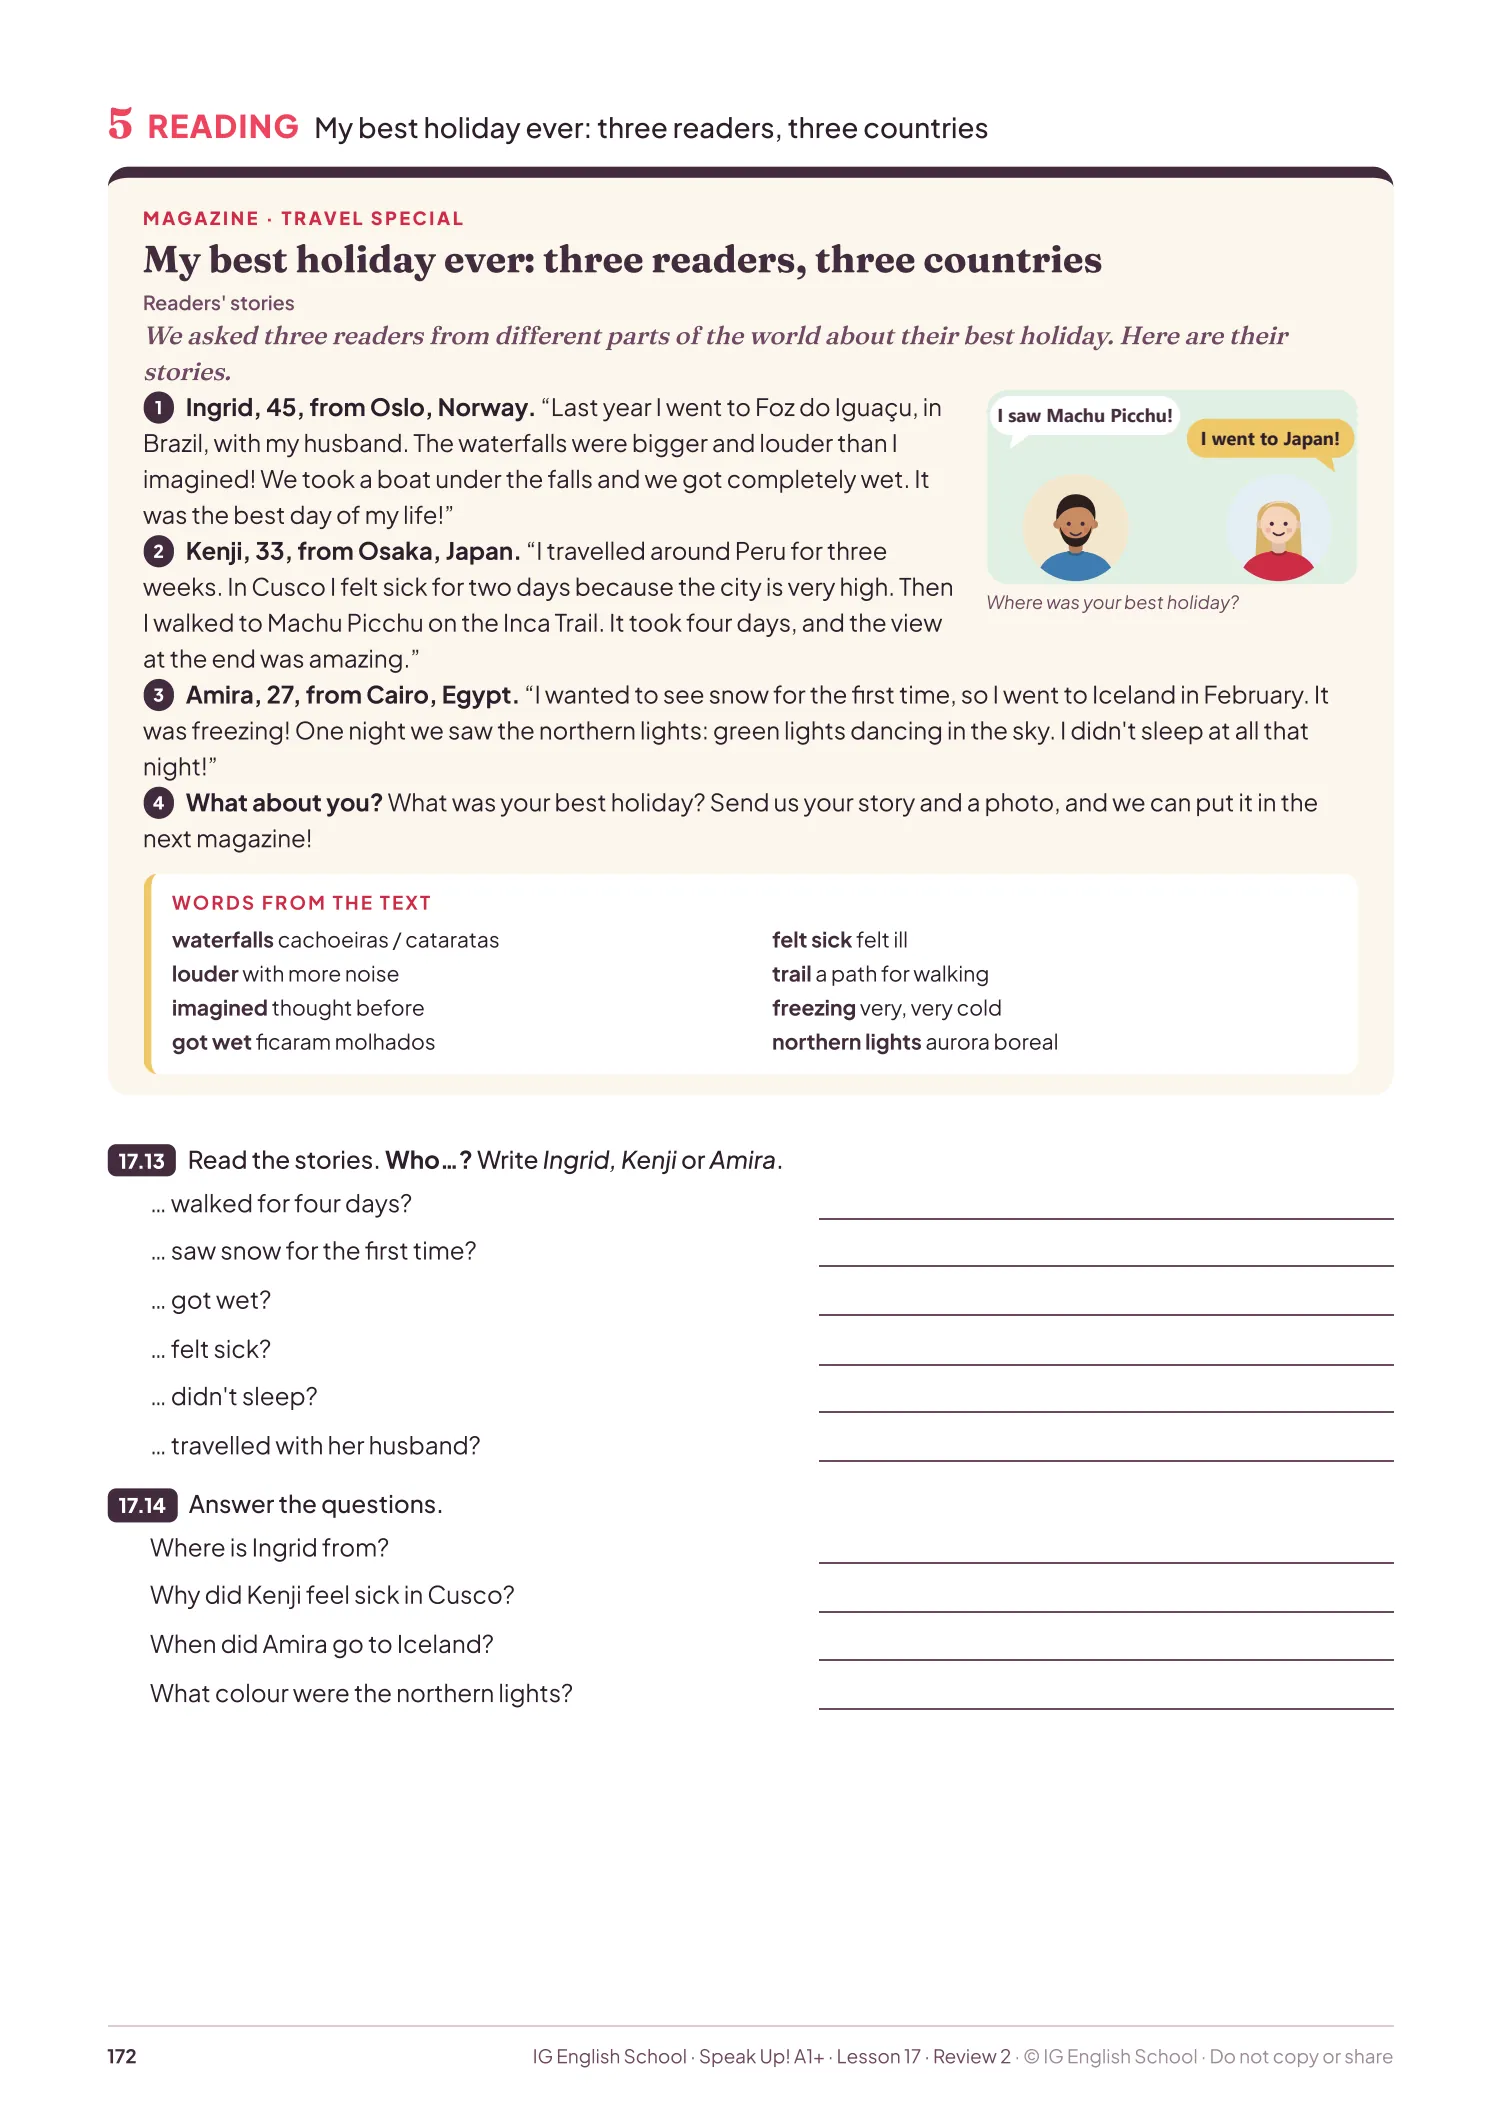 5 READING My best holiday ever: three readers, three countries
MAGAZINE · TRAVEL SPECIAL
My best holiday ever: three readers, three countries
Readers' stories
We asked three readers from different parts of the world about their best holiday. Here are their
stories.
1 Ingrid, 45, from Oslo, Norway. “Last year I went to Foz do Iguaçu, in
Brazil, with my husband. The waterfalls were bigger and louder than I
imagined! We took a boat under the falls and we got completely wet. It
was the best day of my life!”
2 Kenji, 33, from Osaka, Japan. “I travelled around Peru for three
weeks. In Cusco I felt sick for two days because the city is very high. Then
I walked to Machu Picchu on the Inca Trail. It took four days, and the view
at the end was amazing.”
I saw Machu Picchu!
I went to Japan!
Where was your best holiday?
3 Amira, 27, from Cairo, Egypt. “I wanted to see snow for the first time, so I went to Iceland in February. It
was freezing! One night we saw the northern lights: green lights dancing in the sky. I didn't sleep at all that
night!”
4 What about you? What was your best holiday? Send us your story and a photo, and we can put it in the
next magazine!
WORDS FROM THE TEXT
waterfalls cachoeiras / cataratas
louder with more noise
imagined thought before
got wet ficaram molhados
felt sick felt ill
trail a path for walking
freezing very, very cold
northern lights aurora boreal
17.13 Read the stories. Who…? Write Ingrid, Kenji or Amira.
… walked for four days?
… saw snow for the first time?
… got wet?
… felt sick?
… didn't sleep?
… travelled with her husband?
17.14 Answer the questions.
Where is Ingrid from?
Why did Kenji feel sick in Cusco?
When did Amira go to Iceland?
What colour were the northern lights?
172
IG English School · Speak Up! A1+ · Lesson 17 · Review 2 · © IG English School · Do not copy or share